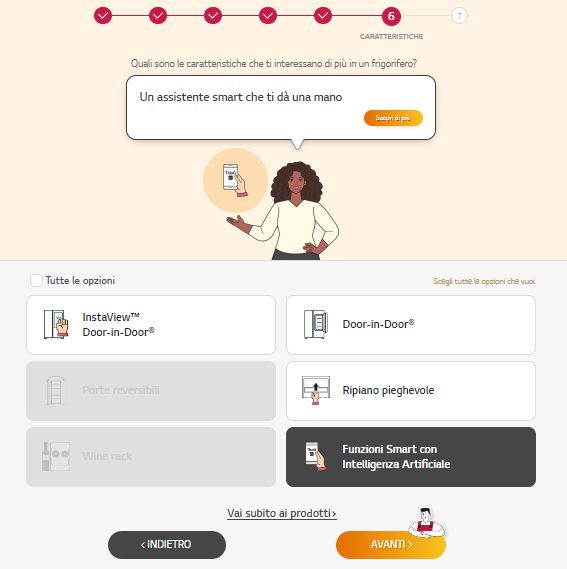 6
7
CARATTERISTICHE
Quali sono le caratteristiche che ti interessano di più in un frigorifero?
Un assistente smart che ti dà una mano
Scopri di più
ThinQ
Tutte le opzioni
Scegli tutte le opzioni che vuoi.
InstaView™
Door-in-Door®
Door-in-Door®
Porte reversibili
Ripiano pieghevole
Wine rack
Funzioni Smart con
Intelligenza Artificiale
Vai subito ai prodotti>
< INDIETRO
AVANTI >